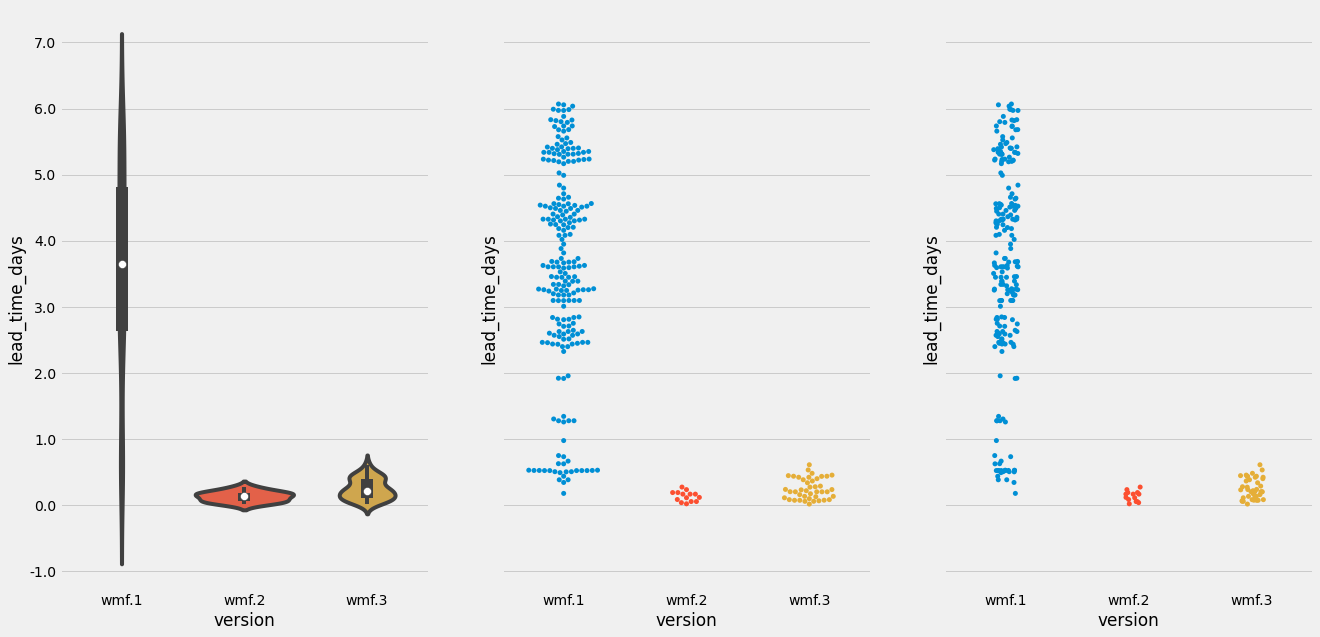 lead_time_days
7.0
6.0
5.0
4.0
3.0
2.0
1.0
0.0
-1.0
wmf.1 wmf.2 wmf.3
version
lead_time_days
wmf.1 wmf.2 wmf.3
version
lead_time_days
wmf.1 wmf.2 wmf.3
version